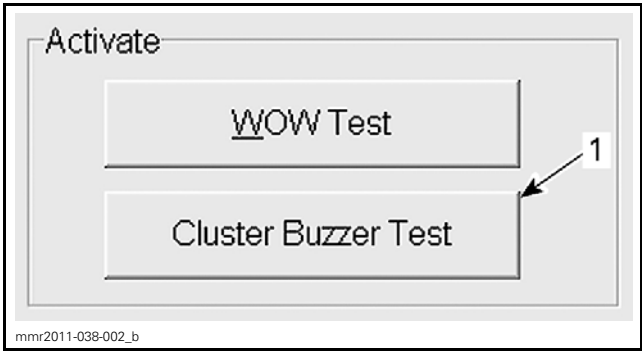 Activate
WOW Test
1
Cluster Buzzer Test
mmr2011-038-002_b